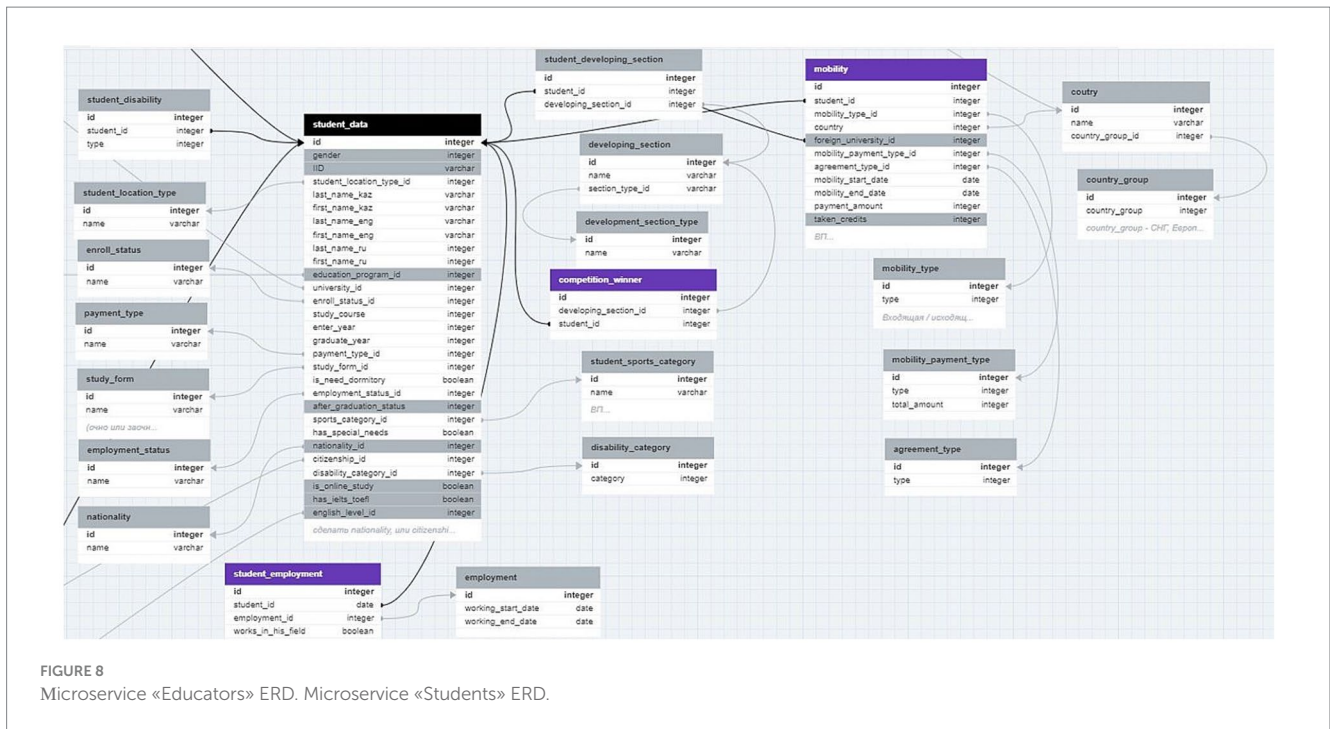 student_disability
id integer
student_id integer
type integer
student_location_type
id integer
name varchar
enroll_status
id integer
name varchar
payment_type
id integer
name varchar
study_form
id integer
name varchar
(очно или заочн...
employment_status
id integer
name varchar
nationality
id integer
name varchar
student_data
id integer
gender integer
IID varchar
student_location_type_id integer
last_name_kaz varchar
first_name_kaz varchar
last_name_eng varchar
first_name_eng varchar
last_name_ru integer
first_name_ru integer
education_program_id integer
university_id integer
enroll_status_id integer
study_course integer
enter_year integer
graduate_year integer
payment_type_id integer
study_form_id integer
is_need_dormitory boolean
employment_status_id integer
after_graduation_status integer
sports_category_id integer
has_special_needs boolean
nationality_id integer
citizenship_id integer
disability_category_id integer
is_online_study boolean
has_ielts_toefl boolean
english_level_id integer
сделать nationality, или citizenshi...
student_employment
id integer
student_id date
employment_id integer
works_in_his_field boolean
employment
id integer
working_start_date date
working_end_date date
student_developing_section
id integer
student_id integer
developing_section_id integer
developing_section
id integer
name_id integer
section_type_id varchar
development_section_type
id integer
name varchar
competition_winner
id integer
developing_section_id integer
student_id integer
student_sports_category
id integer
name varchar
ВП...
disability_category
id integer
category integer
mobility
id integer
student_id integer
mobility_type_id integer
country integer
foreign_university_id integer
mobility_payment_type_id integer
agreement_type_id integer
mobility_start_date date
mobility_end_date date
payment_amount integer
taken_credits integer
ВП...
mobility_type
id integer
type integer
Входящая / исходящ...
mobility_payment_type
id integer
type integer
total_amount integer
agreement_type
id integer
type integer
coutry
id integer
name varchar
country_group_id integer
country_group
id integer
country_group integer
country_group - СНГ, Европ...
FIGURE 8
Microservice «Educators» ERD. Microservice «Students» ERD.